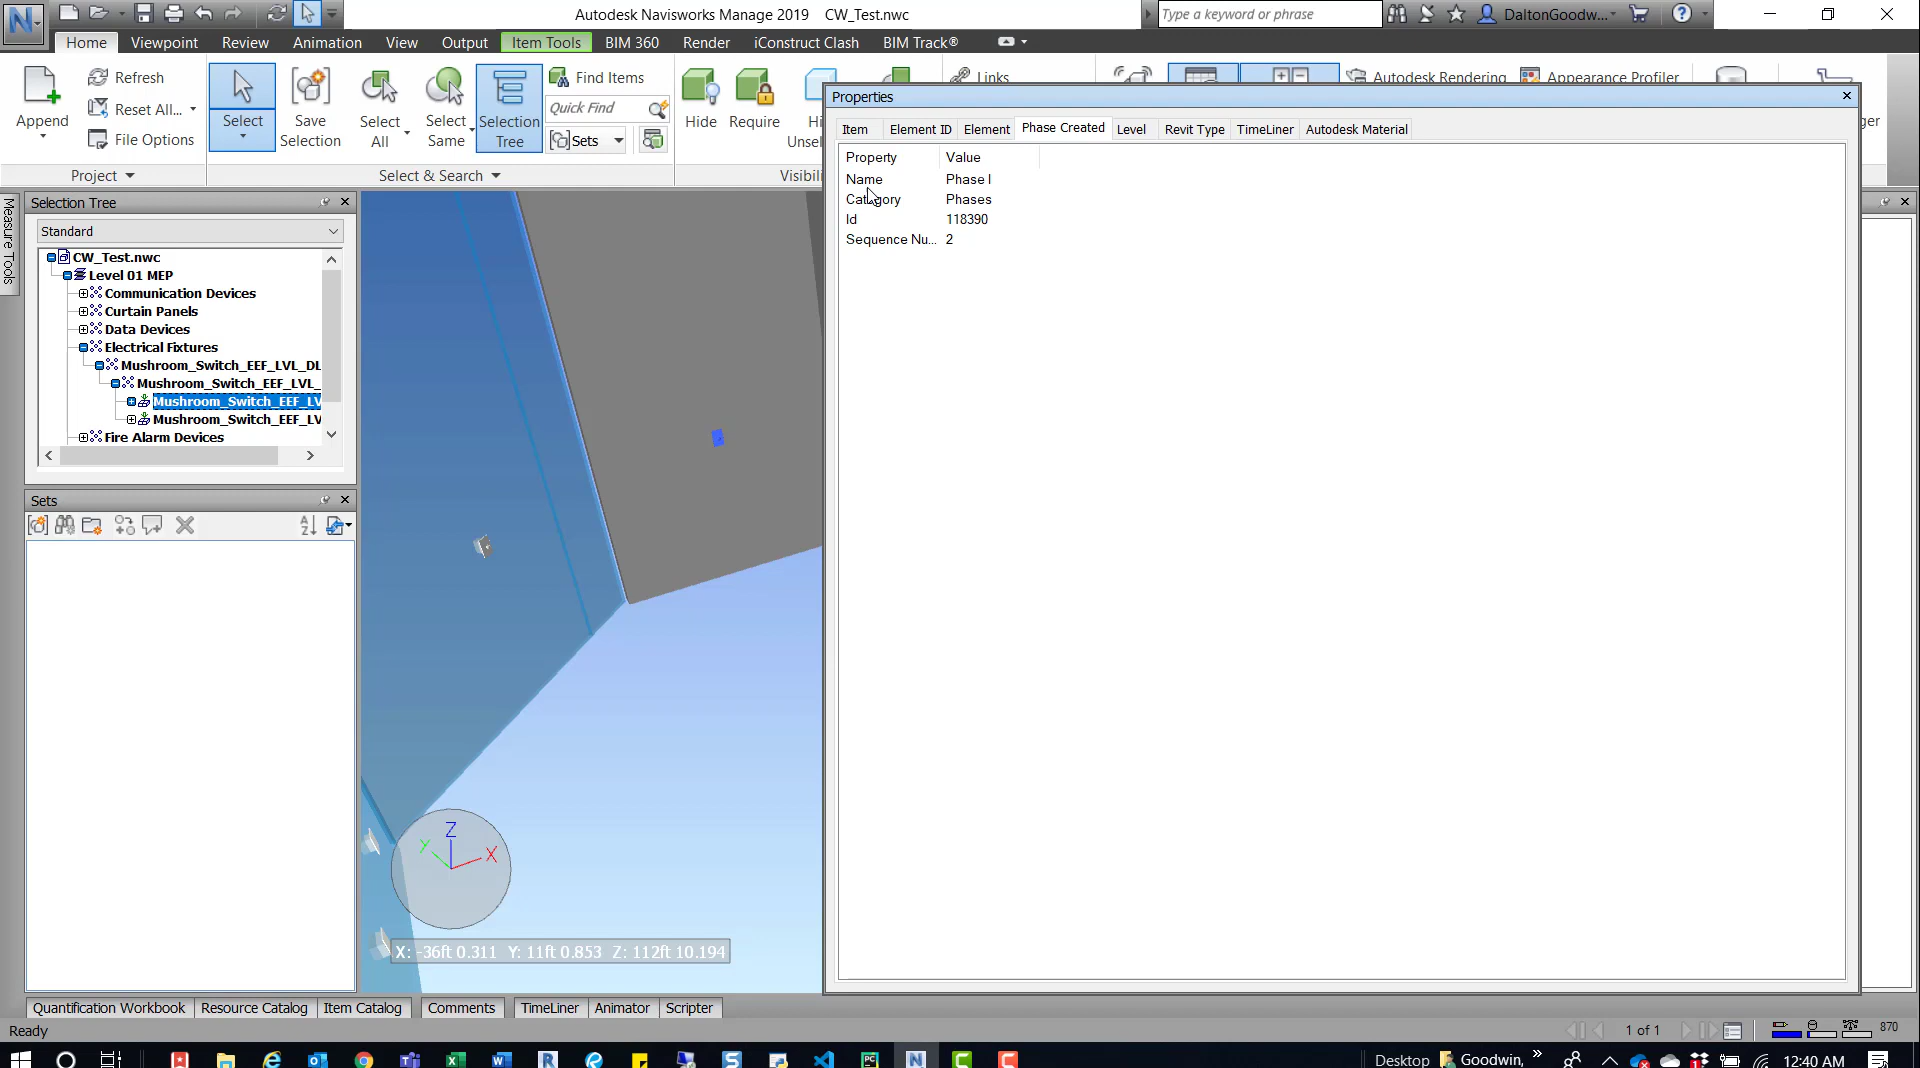 Autodesk Navisworks Manage 2019 CW_Test.nwc
Type a keyword or phrase
DaltonGoodw...
Home Viewpoint Review Animation View Output Item Tools BIM 360 Render iConstruct Clash BIM Track®
Append
Refresh
Reset All...
File Options
Project
Select
Save Selection
Select All
Select Same
Selection Tree
Find Items
Quick Find
Sets
Select & Search
Hide
Require
Hi
Unsel
Visibili
Links
Autodesk Rendering
Appearance Profiler
ger
Measure Tools
Selection Tree
Standard
CW_Test.nwc
Level 01 MEP
Communication Devices
Curtain Panels
Data Devices
Electrical Fixtures
Mushroom_Switch_EEF_LVL_DL
Mushroom_Switch_EEF_LVL_
Mushroom_Switch_EEF_LV
Mushroom_Switch_EEF_LV
Fire Alarm Devices
Sets
Properties
Item Element ID Element Phase Created Level Revit Type TimeLiner Autodesk Material
Property Value
Name Phase I
Category Phases
Id 118390
Sequence Nu... 2
Z
Y
X
X: -36ft 0.311 Y: 11ft 0.853 Z: 112ft 10.194
Quantification Workbook Resource Catalog Item Catalog Comments TimeLiner Animator Scripter
Ready
1 of 1
870
Desktop
Goodwin,
12:40 AM